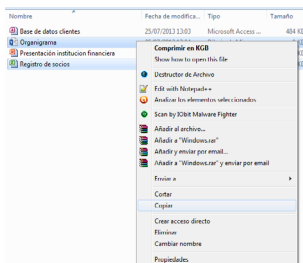 Nombre Fecha de modifica... Tipo Tamaño
Base de datos clientes 25/07/2013 13:03 Microsoft Access ... 484 K
Organigrama
Presentación institucion financiera
Registro de socios
Comprimir en KGB
Show how to open this file
Destructor de Archivo
Edit with Notepad++
Analizar los elementos seleccionados
Scan by IObit Malware Fighter
Añadir al archivo...
Añadir a "Windows.rar"
Añadir y enviar por email...
Añadir a "Windows.rar" y enviar por email
Enviar a
Cortar
Copiar
Crear acceso directo
Eliminar
Cambiar nombre
Propiedades